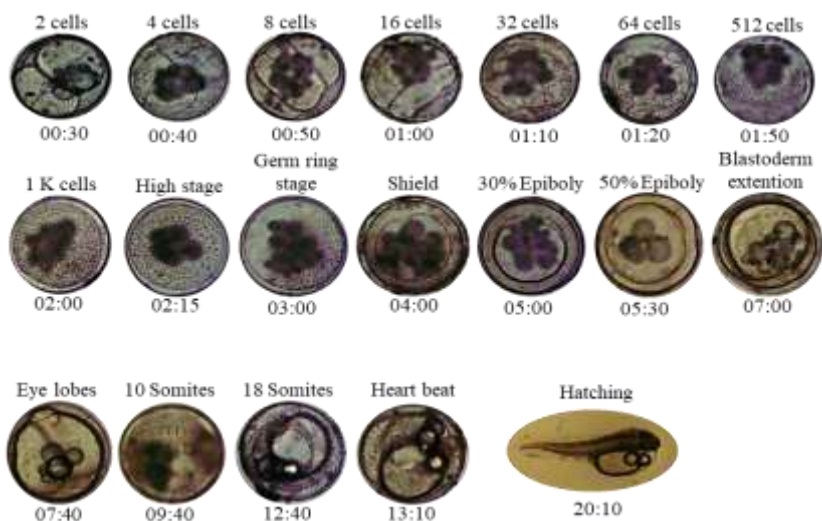 2 cells 4 cells 8 cells 16 cells 32 cells 64 cells 512 cells
00:30 00:40 00:50 01:00 01:10 01:20 01:50
1 K cells High stage Germ ring stage Shield 30% Epiboly 50% Epiboly Blastoderm extention
02:00 02:15 03:00 04:00 05:00 05:30 07:00
Eye lobes 10 Somites 18 Somites Heart beat Hatching
07:40 09:40 12:40 13:10 20:10